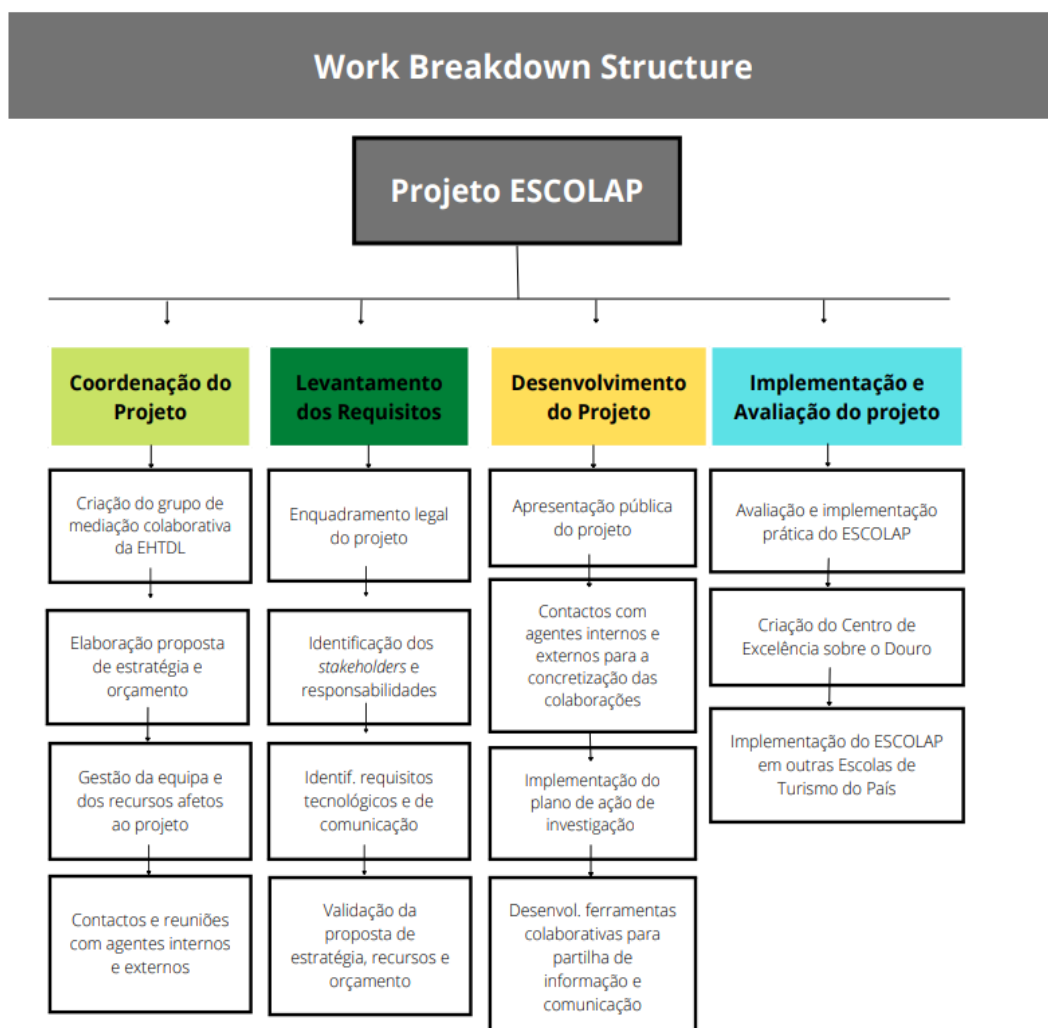 Work Breakdown Structure
Projeto ESCOLAP
Coordenação do
Projeto
Criação do grupo de
mediação colaborativa
da EHTDL
Elaboração proposta
de estratégia e
orçamento
Gestão da equipa e
dos recursos afetos
ao projeto
Contactos e reuniões
com agentes internos
e externos
Levantamento
dos Requisitos
Enquadramento legal
do projeto
Identificação dos
stakeholders e
responsabilidades
Identif. requisitos
tecnológicos e de
comunicação
Validação da
proposta de
estratégia, recursos e
orçamento
Desenvolvimento
do Projeto
Apresentação pública
do projeto
Contactos com
agentes internos e
externos para a
concretização das
colaborações
Implementação do
plano de ação de
investigação
Desenvol. ferramentas
colaborativas para
partilha de
informação e
comunicação
Implementação e
Avaliação do projeto
Avaliação e implementação
prática do ESCOLAP
Criação do Centro de
Excelência sobre o Douro
Implementação do ESCOLAP
em outras Escolas de
Turismo do País